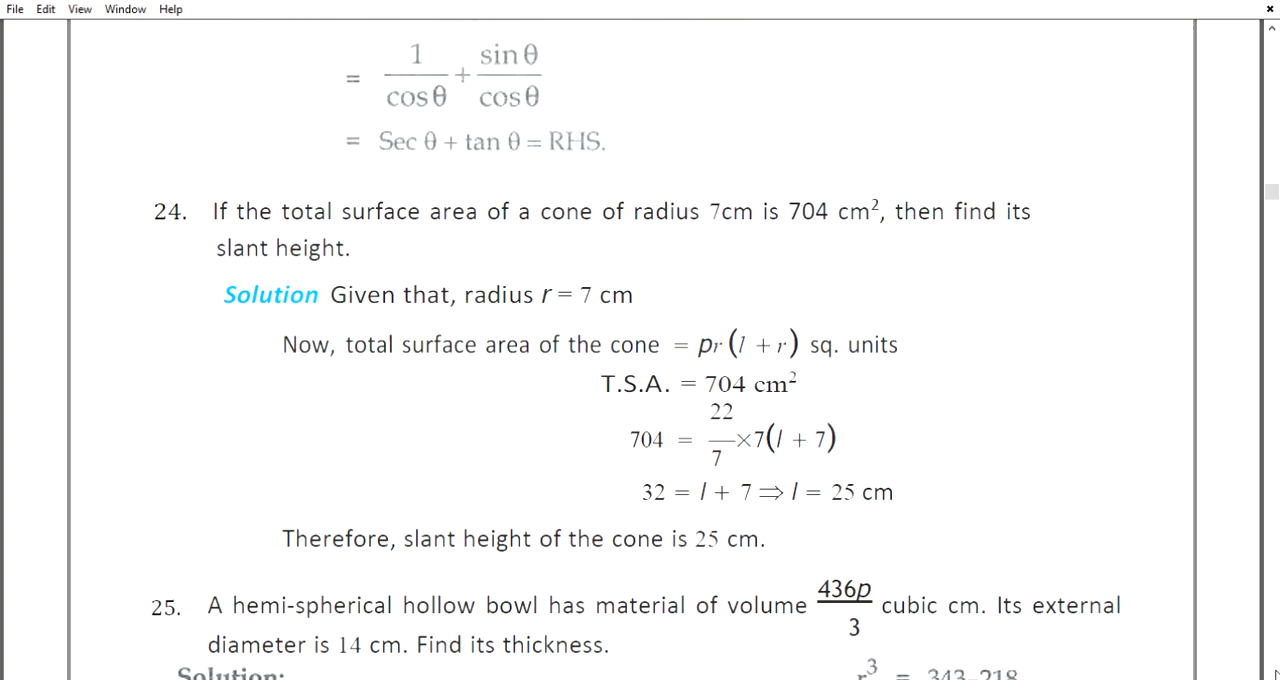 File Edit View Window Help
= 1/cosθ + sinθ/cosθ
= Sec θ + tan θ = RHS.
24. If the total surface area of a cone of radius 7cm is 704 cm², then find its
slant height.
Solution Given that, radius r = 7 cm
Now, total surface area of the cone = pr(l + r) sq. units
T.S.A. = 704 cm²
704 = 22/7 ×7(l + 7)
32 = l + 7 ⇒ l = 25 cm
Therefore, slant height of the cone is 25 cm.
25. A hemi-spherical hollow bowl has material of volume 436p/3 cubic cm. Its external
diameter is 14 cm. Find its thickness.
Solution: r³ = 343–218